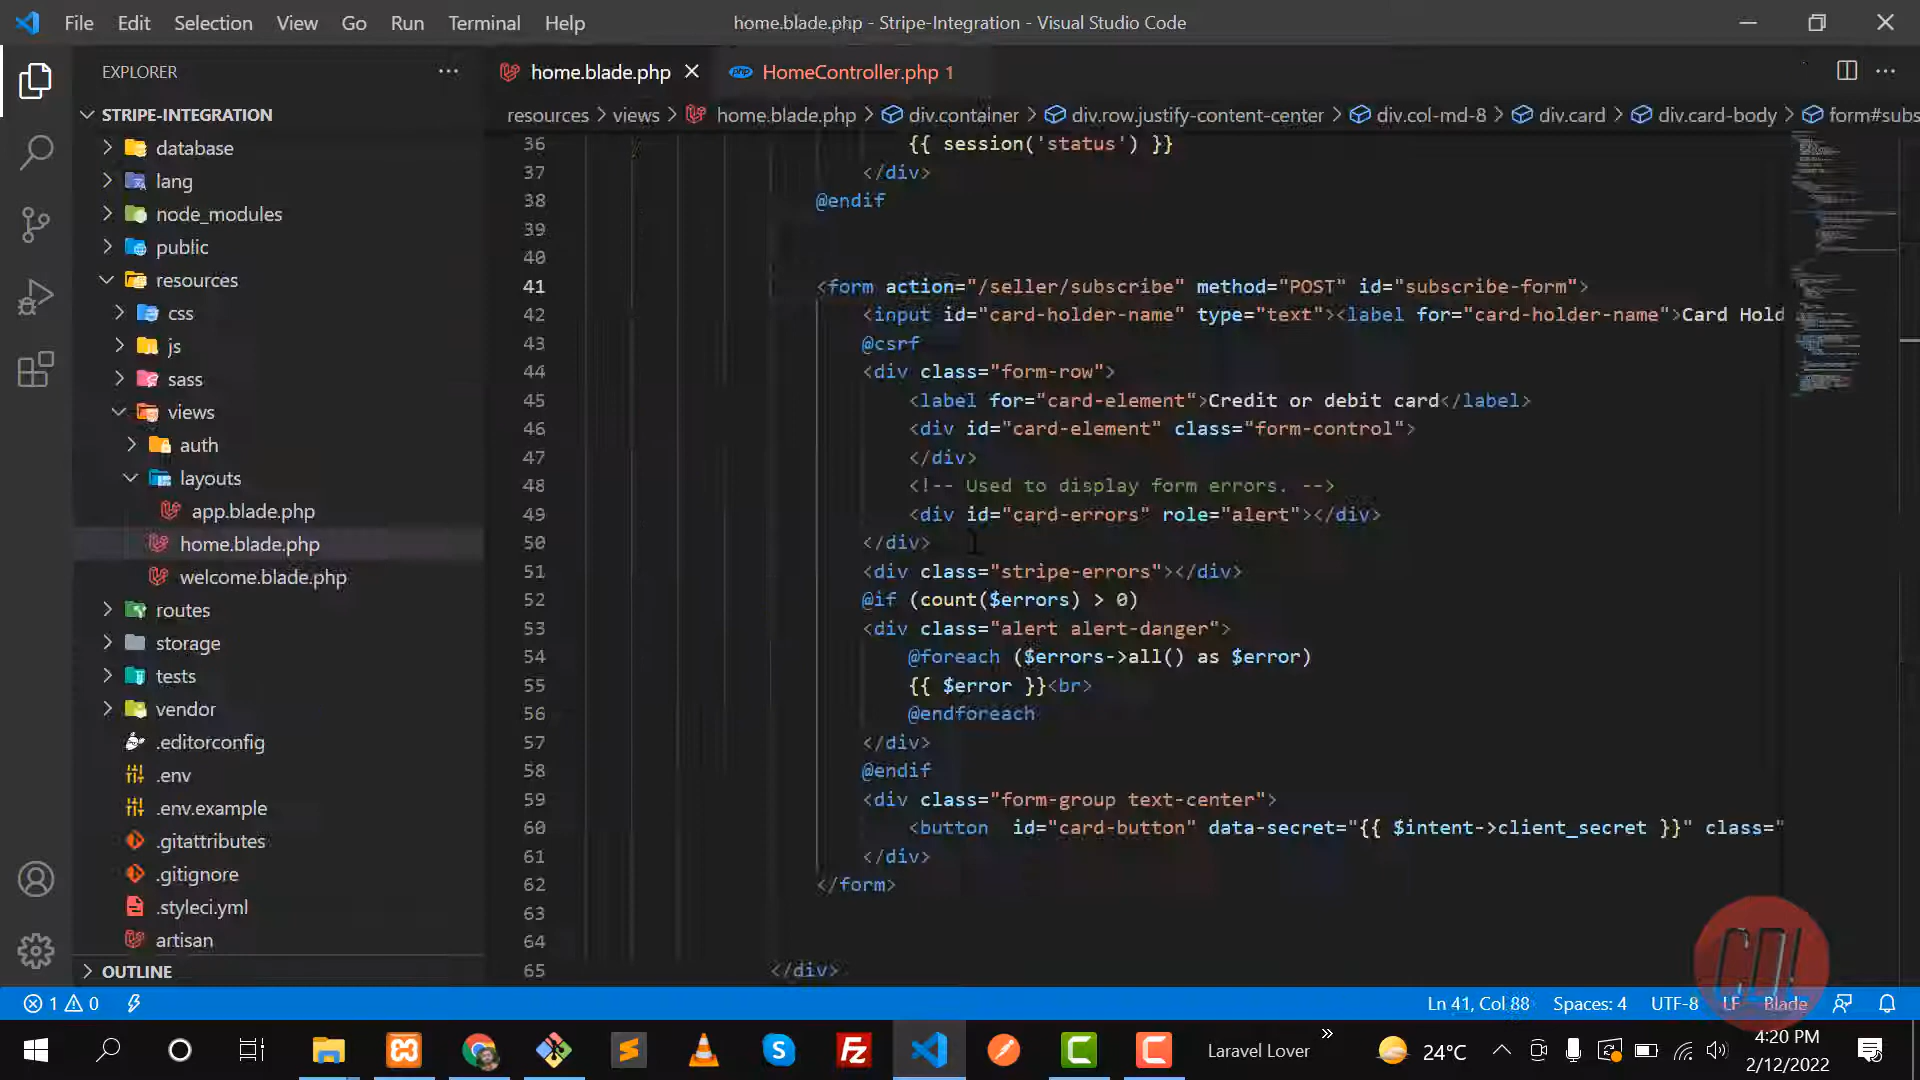 File Edit Selection View Go Run Terminal Help
home.blade.php - Stripe-Integration - Visual Studio Code
EXPLORER
STRIPE-INTEGRATION
database
lang
node_modules
public
resources
css
js
sass
views
auth
layouts
app.blade.php
home.blade.php
welcome.blade.php
routes
storage
tests
vendor
.editorconfig
.env
.env.example
.gitattributes
.gitignore
.styleci.yml
artisan
OUTLINE
home.blade.php
HomeController.php 1
resources > views > home.blade.php > div.container > div.row.justify-content-center > div.col-md-8 > div.card > div.card-body > form#subs
36 {{ session('status') }}
37 </div>
38 @endif
39
40
41 <form action="/seller/subscribe" method="POST" id="subscribe-form">
42 <input id="card-holder-name" type="text"><label for="card-holder-name">Card Hold
43 @csrf
44 <div class="form-row">
45 <label for="card-element">Credit or debit card</label>
46 <div id="card-element" class="form-control">
47 </div>
48 <!-- Used to display form errors. -->
49 <div id="card-errors" role="alert"></div>
50 </div>
51 <div class="stripe-errors"></div>
52 @if (count($errors) > 0)
53 <div class="alert alert-danger">
54 @foreach ($errors->all() as $error)
55 {{ $error }}<br>
56 @endforeach
57 </div>
58 @endif
59 <div class="form-group text-center">
60 <button  id="card-button" data-secret="{{ $intent->client_secret }}" class="
61 </div>
62 </form>
63
64
65 </div>
1 0
Ln 41, Col 88 Spaces: 4 UTF-8 LF Blade
Laravel Lover
24°C
4:20 PM
2/12/2022